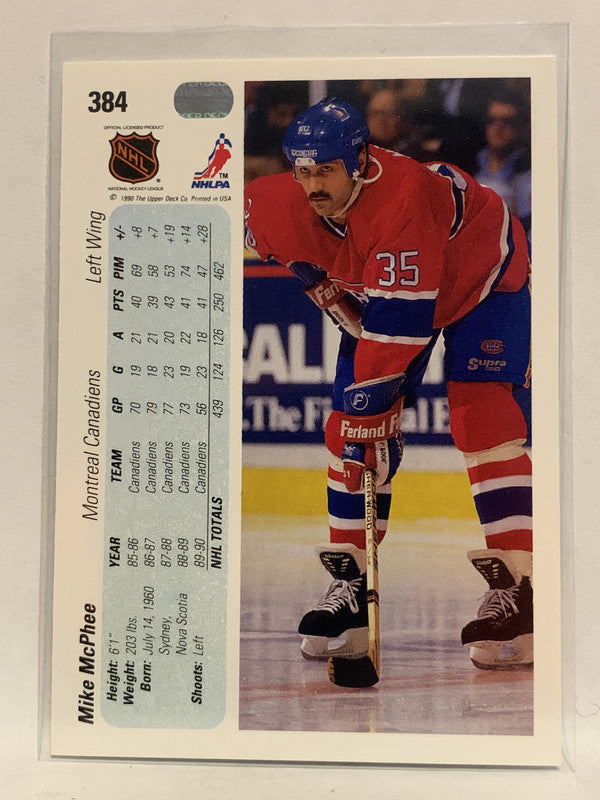 384
OFFICIAL LICENSED PRODUCT
NHL
NATIONAL HOCKEY LEAGUE
NHLPA
TM
© 1990 The Upper Deck Co. Printed in USA
Mike McPhee Montreal Canadiens Left Wing
Height: 6'1"
Weight: 203 lbs.
Born: July 14, 1960
Sydney,
Nova Scotia
Shoots: Left
YEAR TEAM GP G A PTS PIM +/-
85-86 Canadiens 70 19 21 40 69 +8
86-87 Canadiens 79 18 21 39 58 +7
87-88 Canadiens 77 23 20 43 53 +19
88-89 Canadiens 73 19 22 41 74 +14
89-90 Canadiens 56 23 18 41 47 +28
NHL TOTALS 439 124 126 250 462
35
Supra
Ferland
Ferland
SHERWOOD
.The Fi